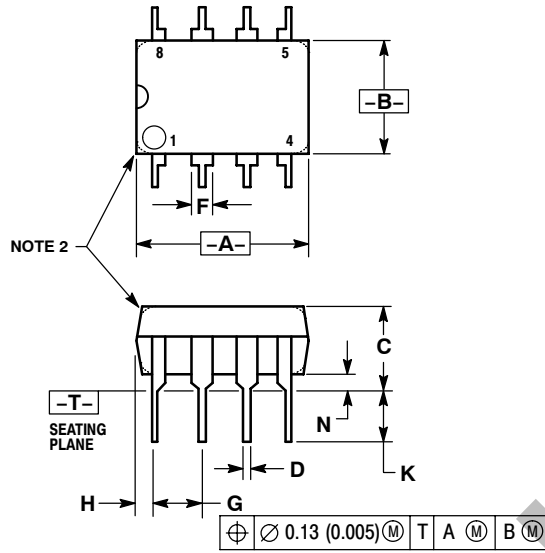 8 5
–B–
1 4
F
–A–
NOTE 2
C
–T–
SEATING
PLANE
N
D
K
H
G
⌖ ∅ 0.13 (0.005) Ⓜ T A Ⓜ B Ⓜ